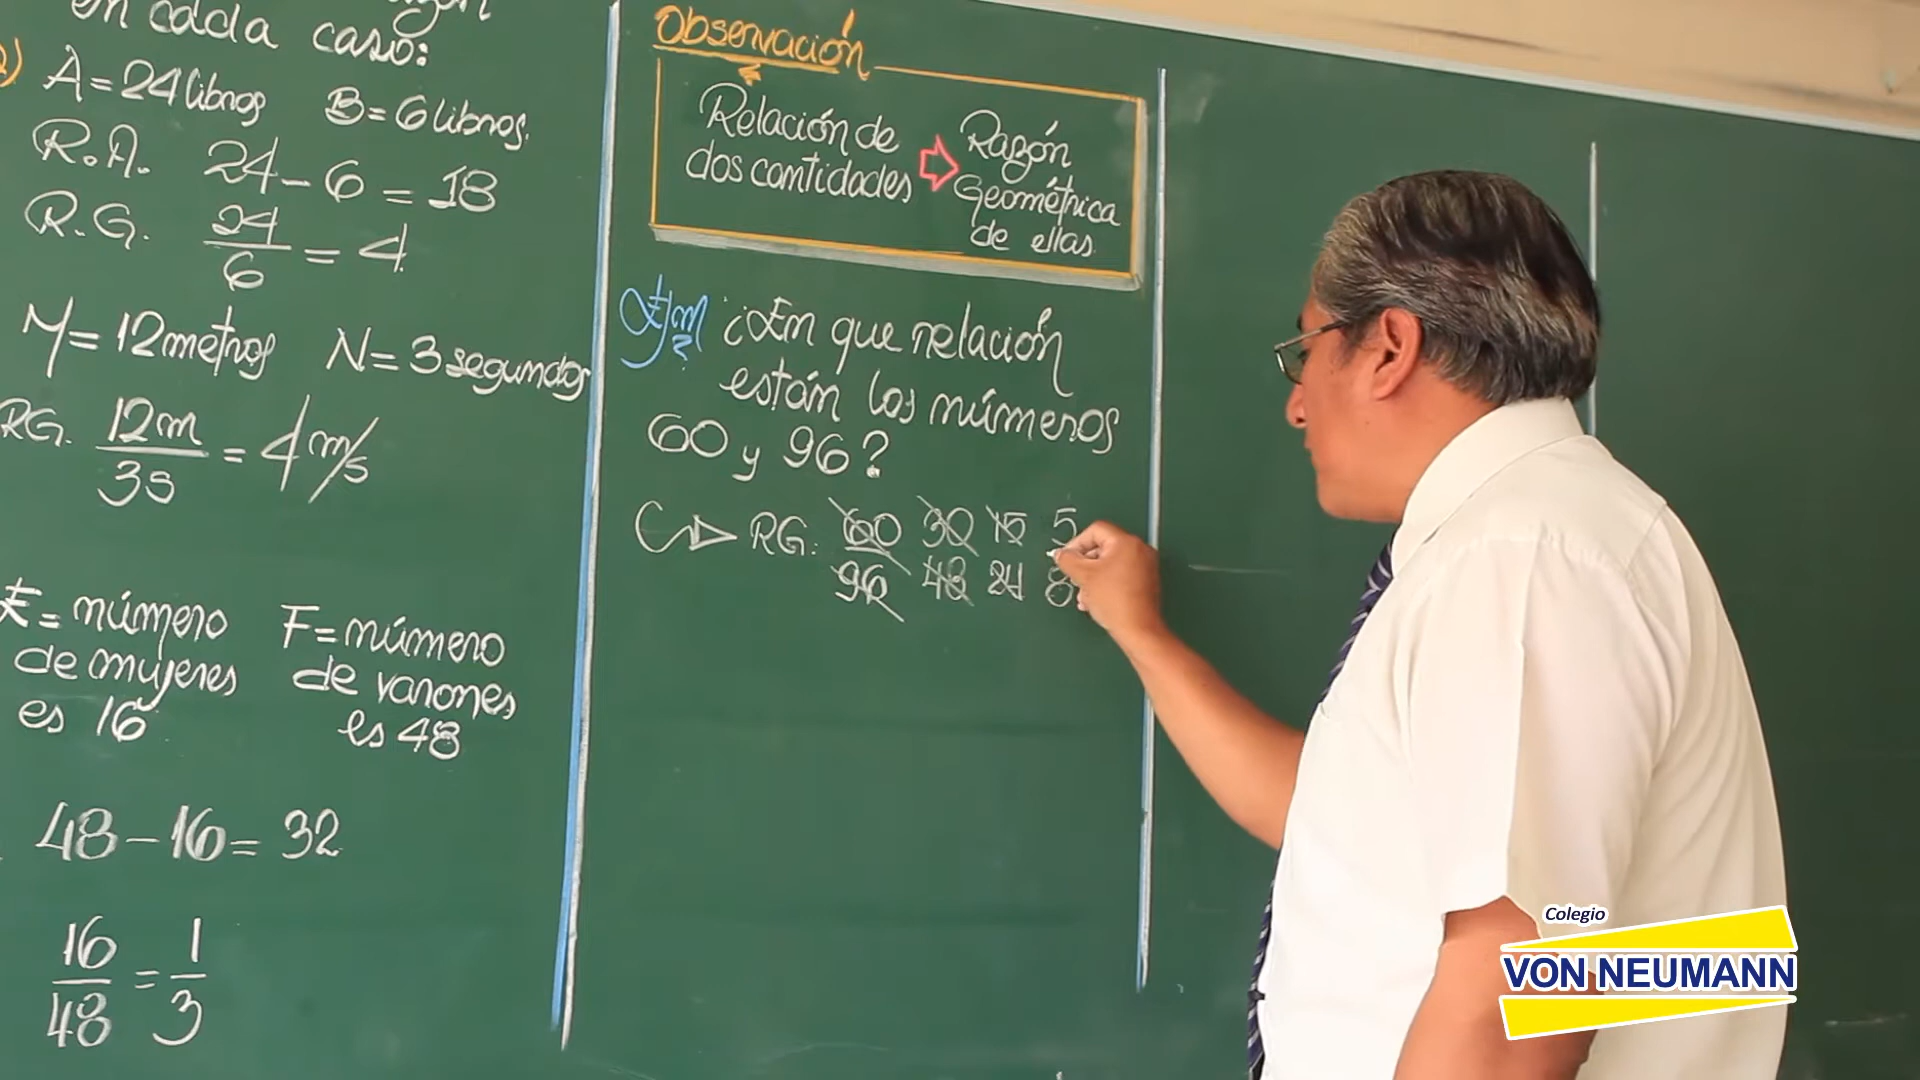 en cada caso:
A = 24 libros B = 6 libros.
R.A. 24 - 6 = 18
R.G. 24/6 = 4
M = 12 metros N = 3 segundos
RG. 12m/3s = 4 m/s
E = número
de mujeres
es 16
F = número
de varones
es 48
48 - 16 = 32
16/48 = 1/3
Observación
Relación de
dos cantidades
Razón
Geométrica
de ellas.
Ejm
¿En que relación
están los números
60 y 96?
RG: 60 30 15 5
96 48 24 8
Colegio
VON NEUMANN